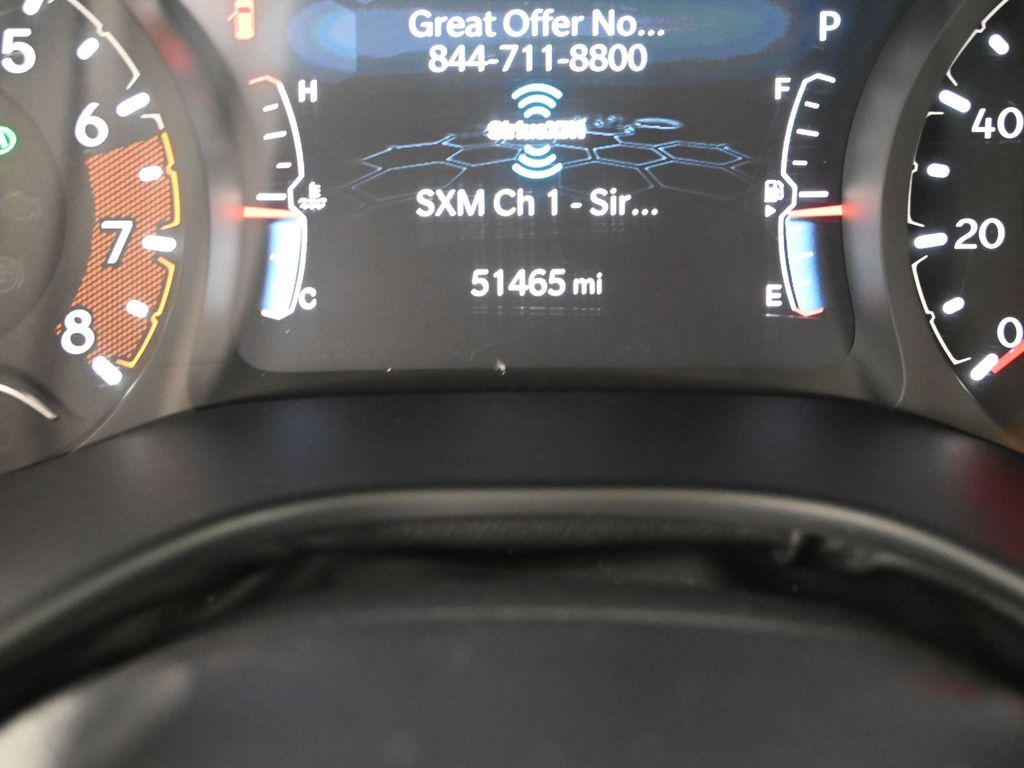 Great Offer No...
P
844-711-8800
5
H
F
6
40
SiriusXM
SXM Ch 1 - Sir...
7
20
51465 mi
C
E
8
0